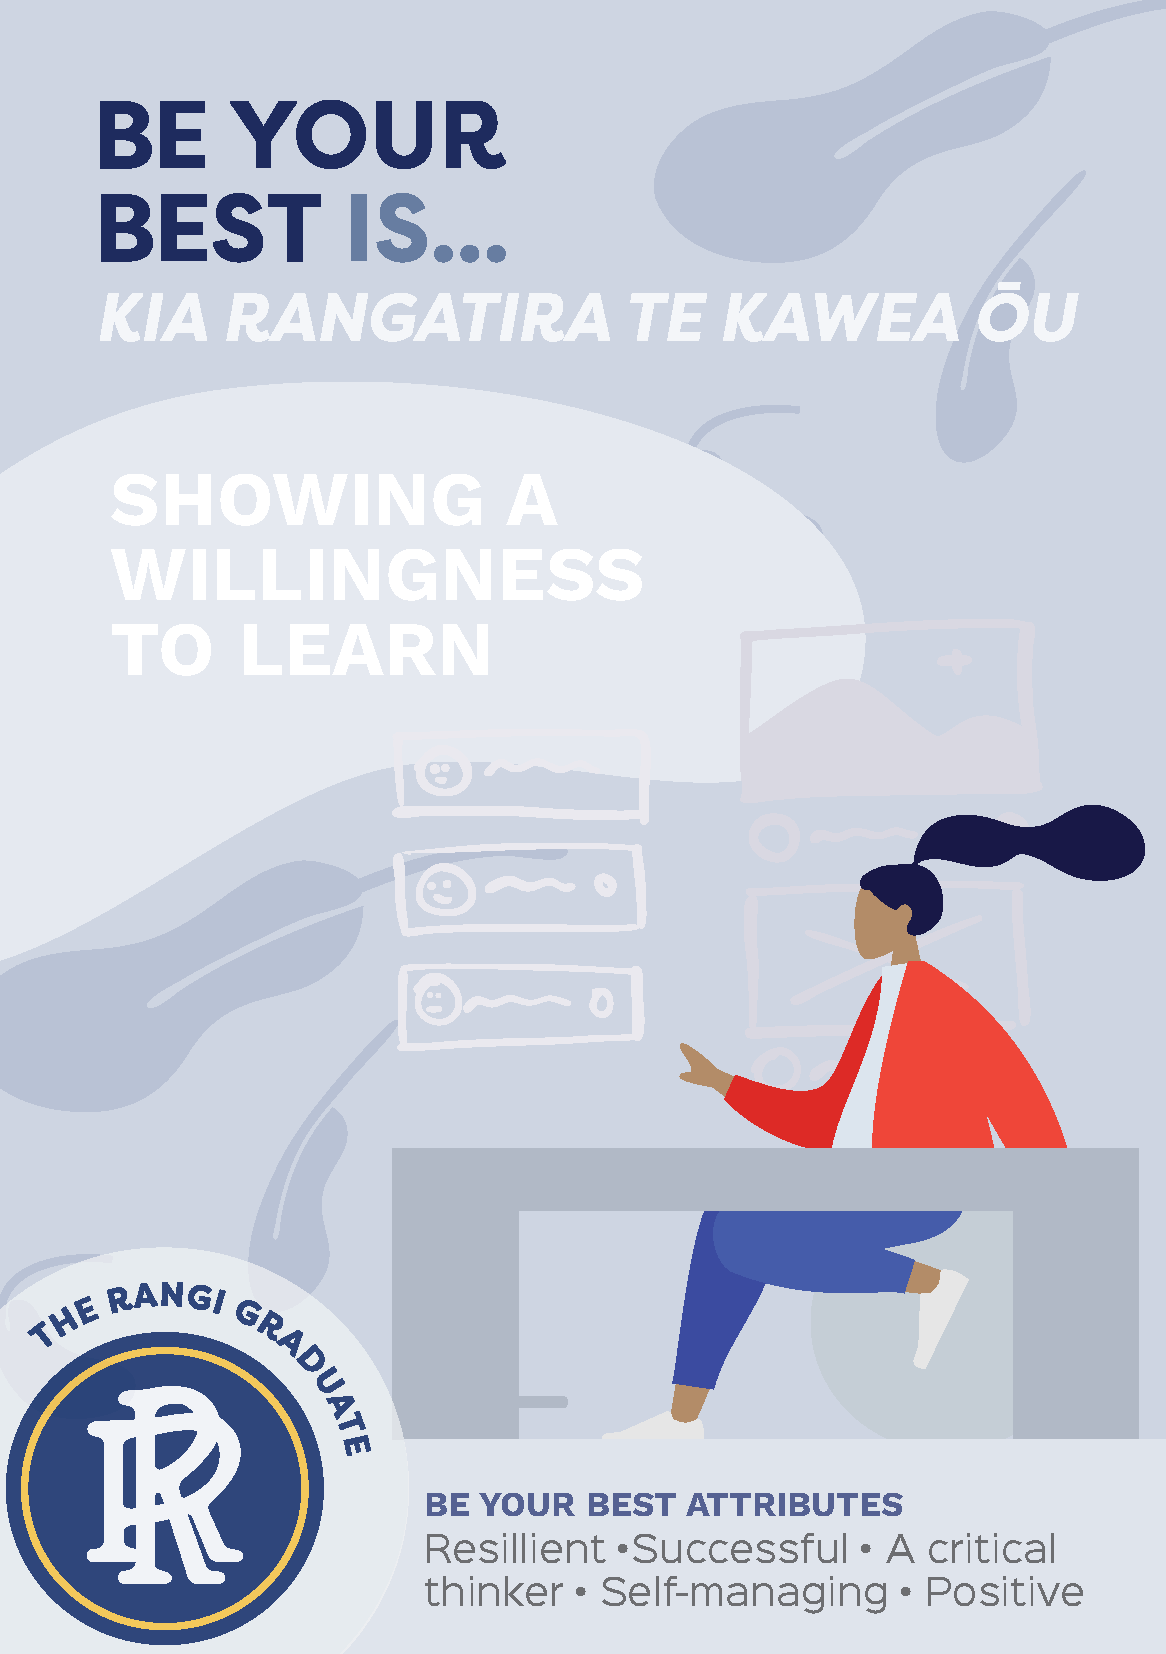 BE YOUR
BEST IS...
KIA RANGATIRA TE KAWEA ŌU
SHOWING A
WILLINGNESS
TO LEARN
THE RANGI GRADUATE
RR
BE YOUR BEST ATTRIBUTES
Resillient •Successful • A critical
thinker • Self-managing • Positive